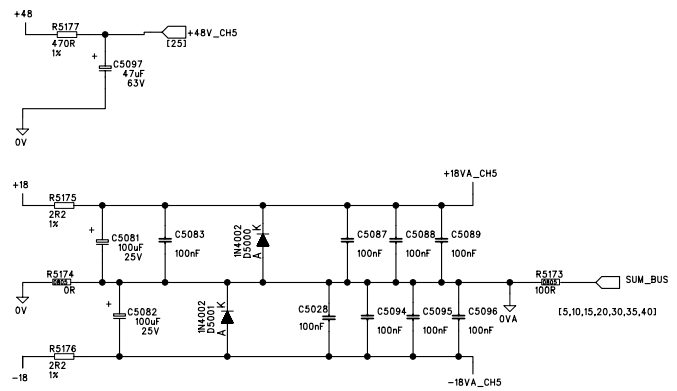 +48
R5177
470R
1%
+48V_CH5
[25]
+
C5097
47uF
63V
0V
+18
R5175
2R2
1%
+18VA_CH5
+
C5081
100uF
25V
C5083
100nF
1N4002
D5000
A K
C5087
100nF
C5088
100nF
C5089
100nF
R5174
0805
0R
0V
+
C5082
100uF
25V
1N4002
D5001
A K
C5028
100nF
C5094
100nF
C5095
100nF
C5096
100nF
0VA
R5173
0805
100R
SUM_BUS
[5,10,15,20,30,35,40]
-18
R5176
2R2
1%
-18VA_CH5